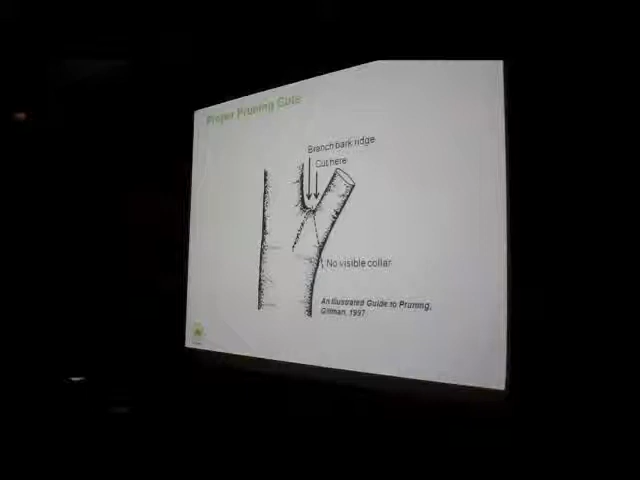 Proper Pruning Cuts
Branch bark ridge
Cut here
No visible collar
An Illustrated Guide to Pruning,
Gilman, 1997